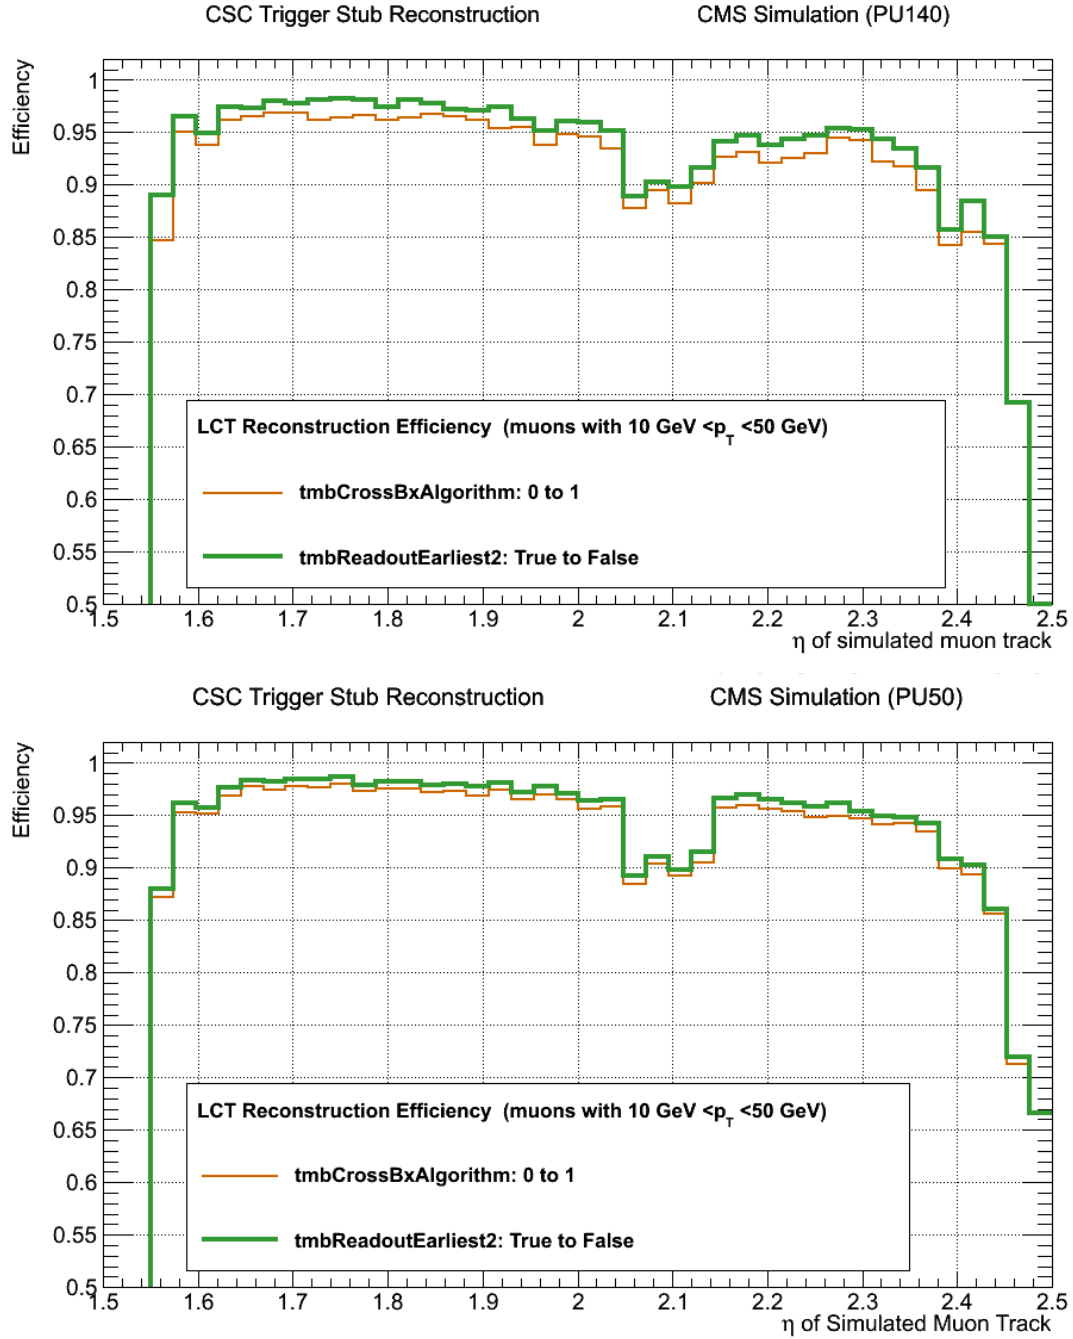 CSC Trigger Stub Reconstruction CMS Simulation (PU140)
Efficiency
1
0.95
0.9
0.85
0.8
0.75
0.7
0.65
0.6
0.55
0.5
LCT Reconstruction Efficiency (muons with 10 GeV <pT <50 GeV)
tmbCrossBxAlgorithm: 0 to 1
tmbReadoutEarliest2: True to False
1.5 1.6 1.7 1.8 1.9 2 2.1 2.2 2.3 2.4 2.5
η of simulated muon track
CSC Trigger Stub Reconstruction CMS Simulation (PU50)
Efficiency
1
0.95
0.9
0.85
0.8
0.75
0.7
0.65
0.6
0.55
0.5
LCT Reconstruction Efficiency (muons with 10 GeV <pT <50 GeV)
tmbCrossBxAlgorithm: 0 to 1
tmbReadoutEarliest2: True to False
1.5 1.6 1.7 1.8 1.9 2 2.1 2.2 2.3 2.4 2.5
η of Simulated Muon Track